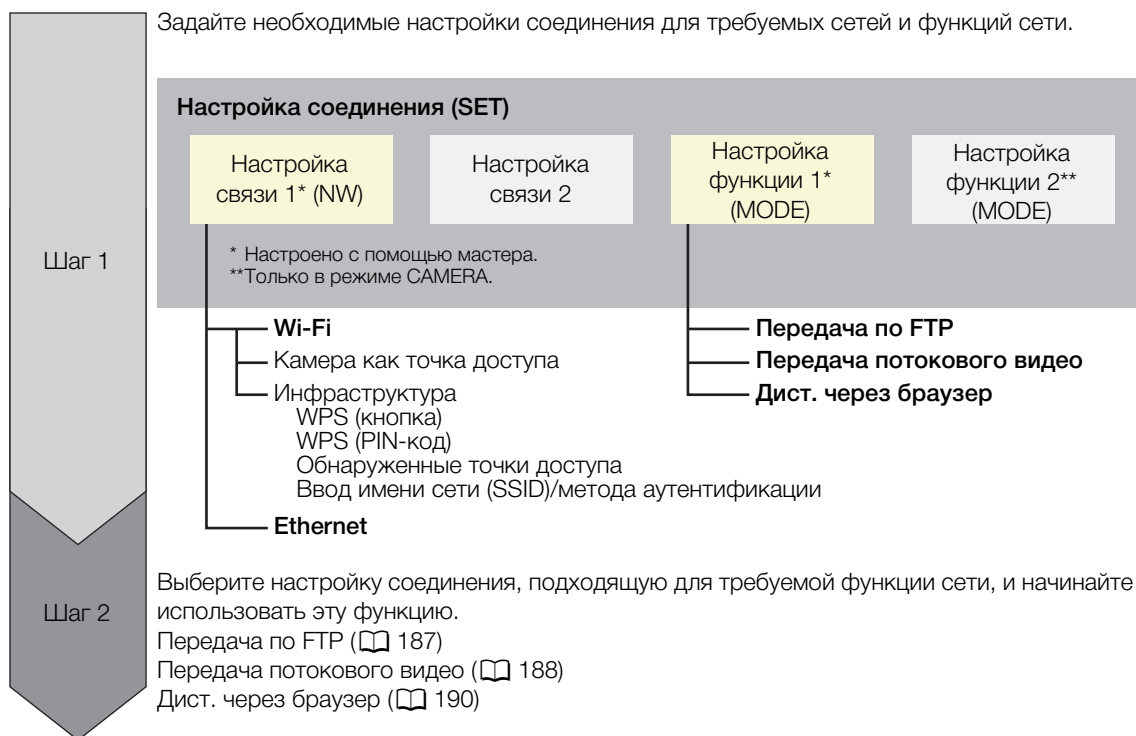 Задайте необходимые настройки соединения для требуемых сетей и функций сети.
Шаг 1
Настройка соединения (SET)
Настройка
связи 1* (NW)
Настройка
связи 2
Настройка
функции 1*
(MODE)
Настройка
функции 2**
(MODE)
* Настроено с помощью мастера.
**Только в режиме CAMERA.
Wi-Fi
Камера как точка доступа
Инфраструктура
WPS (кнопка)
WPS (PIN-код)
Обнаруженные точки доступа
Ввод имени сети (SSID)/метода аутентификации
Ethernet
Передача по FTP
Передача потокового видео
Дист. через браузер
Шаг 2
Выберите настройку соединения, подходящую для требуемой функции сети, и начинайте
использовать эту функцию.
Передача по FTP (🕮 187)
Передача потокового видео (🕮 188)
Дист. через браузер (🕮 190)